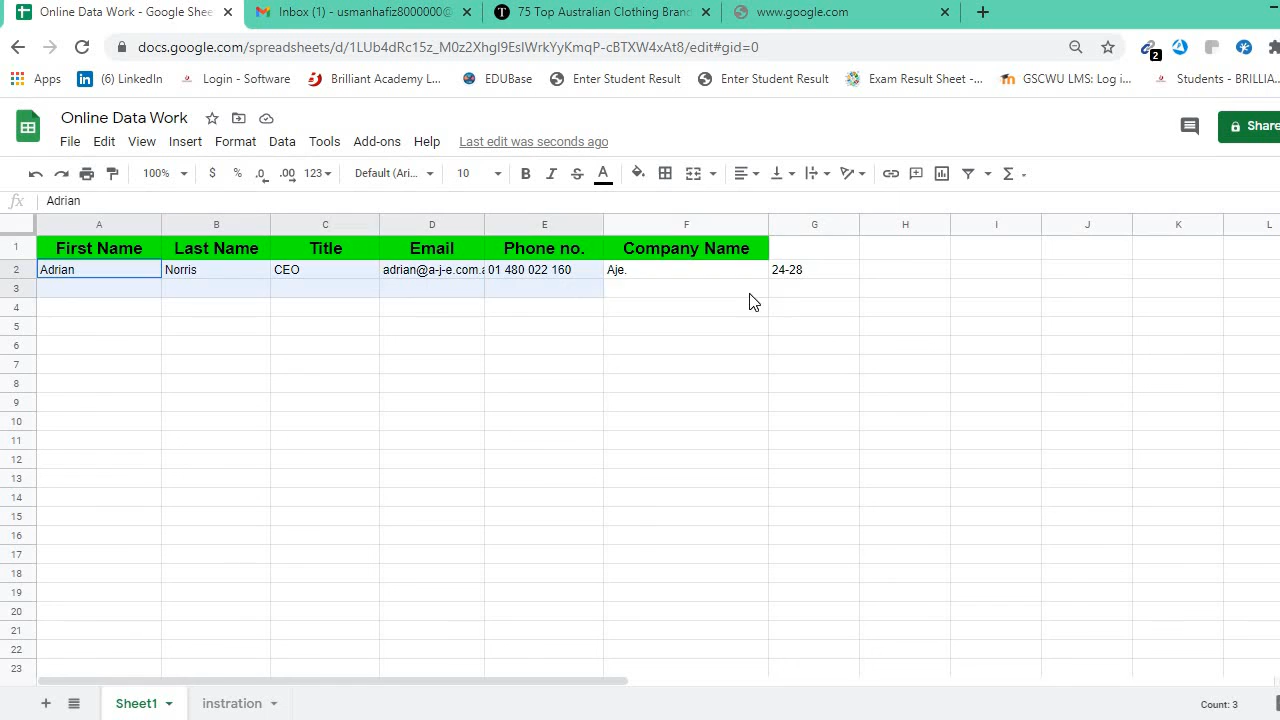 Online Data Work - Google Shee
Inbox (1) - usmanhafiz8000000@
75 Top Australian Clothing Brand
www.google.com
docs.google.com/spreadsheets/d/1LUb4dRc15z_M0z2Xhgl9EslWrkYyKmqP-cBTXW4xAt8/edit#gid=0
2
Apps
LinkedIn
Login - Software
Brilliant Academy L...
EDUBase
Enter Student Result
Enter Student Result
Exam Result Sheet -...
GSCWU LMS: Log i...
Students - BRILLIA
Online Data Work
File Edit View Insert Format Data Tools Add-ons Help Last edit was seconds ago
Share
100% $ % .0 .00 123 Default (Ari... 10 B I S A
fx Adrian
A B C D E F G H I J K L
1 First Name Last Name Title Email Phone no. Company Name
2 Adrian Norris CEO adrian@a-j-e.com.a 01 480 022 160 Aje. 24-28
3
4
5
6
7
8
9
10
11
12
13
14
15
16
17
18
19
20
21
22
23
Sheet1
instration
Count: 3